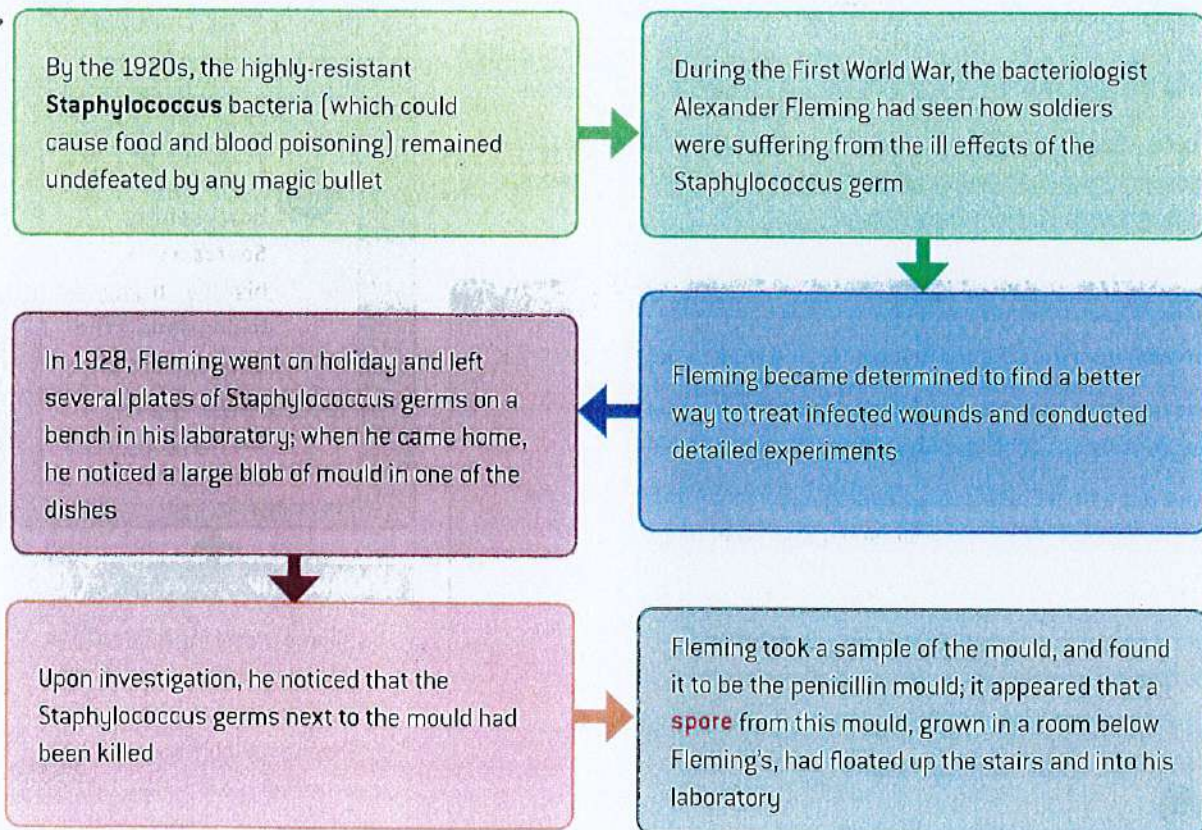 By the 1920s, the highly-resistant
Staphylococcus bacteria (which could
cause food and blood poisoning) remained
undefeated by any magic bullet
During the First World War, the bacteriologist
Alexander Fleming had seen how soldiers
were suffering from the ill effects of the
Staphylococcus germ
Fleming became determined to find a better
way to treat infected wounds and conducted
detailed experiments
In 1928, Fleming went on holiday and left
several plates of Staphylococcus germs on a
bench in his laboratory; when he came home,
he noticed a large blob of mould in one of the
dishes
Upon investigation, he noticed that the
Staphylococcus germs next to the mould had
been killed
Fleming took a sample of the mould, and found
it to be the penicillin mould; it appeared that a
spore from this mould, grown in a room below
Fleming's, had floated up the stairs and into his
laboratory